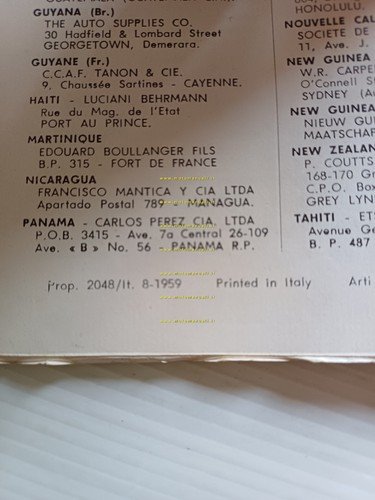 GUYANA (Br.)
THE AUTO SUPPLIES CO.
30 Hadfield & Lombard Street
GEORGETOWN, Demerara.
GUYANE (Fr.)
C.C.A.F. TANON & CIE.
9, Chaussée Sartines - CAYENNE.
HAITI - LUCIANI BEHRMANN
Rue du Mag. de l'Etat
PORT AU PRINCE.
MARTINIQUE
EDOUARD BOULLANGER FILS
B.P. 315 - FORT DE FRANCE
NICARAGUA
FRANCISCO MANTICA Y CIA LTDA
Apartado Postal 789 - MANAGUA.
PANAMA - CARLOS PEREZ CIA. LTDA
P.O.B. 3415 - Ave. 7a Central 26-109
Ave. « B » No. 56 - PANAMA R.P.
HONOLULU.
NOUVELLE CAL
SOCIETE DE
11, Ave. J.
NEW GUINEA
W.R. CARPE
O'Connell S
SYDNEY (Au
NEW GUINEA
NIEUW GUI
MAATSCHAP
NEW ZEALAN
P. COUTTS
168-170 Gr
C.P.O. Box
GREY LYN
TAHITI - ET
Avenue Ge
B. P. 487
Prop. 2048/It. 8-1959 Printed in Italy Arti